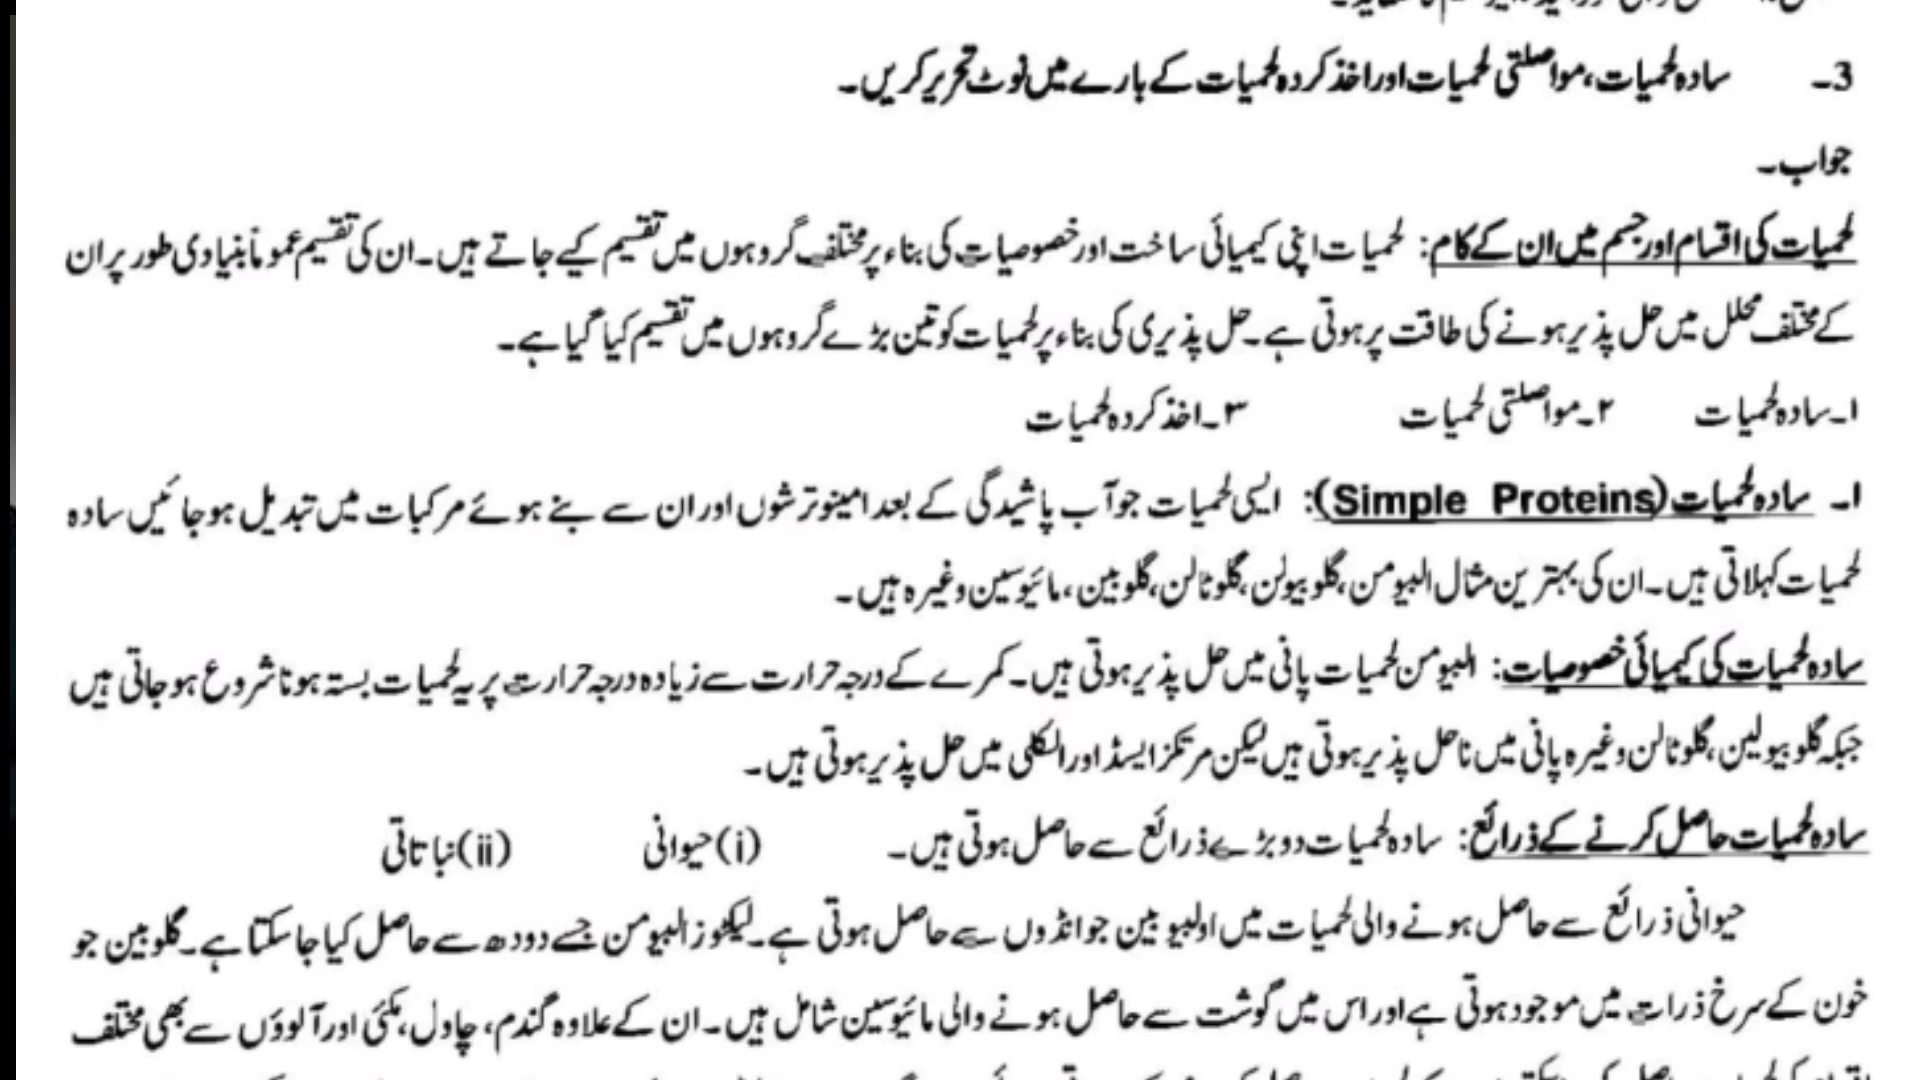 3۔ سادہ لحمیات، مواصلتی لحمیات اور اخذ کردہ لحمیات کے بارے میں نوٹ تحریر کریں۔
جواب۔
لحمیات کی اقسام اور جسم میں ان کے کام: لحمیات اپنی کیمیائی ساخت اور خصوصیات کی بناء پر مختلف گروہوں میں تقسیم کیے جاتے ہیں۔ ان کی تقسیم عموماً بنیادی طور پر ان
کے مختلف محلل میں حل پذیر ہونے کی طاقت پر ہوتی ہے۔ حل پذیری کی بناء پر لحمیات کو تین بڑے گروہوں میں تقسیم کیا گیا ہے۔
۱۔ سادہ لحمیات ۲۔ مواصلتی لحمیات ۳۔ اخذ کردہ لحمیات
۱۔ سادہ لحمیات (Simple Proteins): ایسی لحمیات جو آب پاشیدگی کے بعد امینو ترشوں اور ان سے بنے ہوئے مرکبات میں تبدیل ہو جائیں سادہ
لحمیات کہلاتی ہیں۔ ان کی بہترین مثال البیومن، گلوبیولن، گلوٹالن، گلوبین، مائیوسین وغیرہ ہیں۔
سادہ لحمیات کی کیمیائی خصوصیات: البیومن لحمیات پانی میں حل پذیر ہوتی ہیں۔ کمرے کے درجہ حرارت سے زیادہ درجہ حرارت پر یہ لحمیات بستہ ہونا شروع ہو جاتی ہیں
جبکہ گلوبیولین، گلوٹالن وغیرہ پانی میں ناحل پذیر ہوتی ہیں لیکن مرتکز ایسڈ اور الکلی میں حل پذیر ہوتی ہیں۔
سادہ لحمیات حاصل کرنے کے ذرائع: سادہ لحمیات دو بڑے ذرائع سے حاصل ہوتی ہیں۔ (i) حیوانی (ii) نباتاتی
حیوانی ذرائع سے حاصل ہونے والی لحمیات میں اولبیوبین جو انڈوں سے حاصل ہوتی ہے۔ لیکٹوز البیومن جسے دودھ سے حاصل کیا جا سکتا ہے۔ گلوبین جو
خون کے سرخ ذرات میں موجود ہوتی ہے اور اس میں گوشت سے حاصل ہونے والی مائیوسین شامل ہیں۔ ان کے علاوہ گندم، چاول، مکئی اور آلوؤں سے بھی مختلف